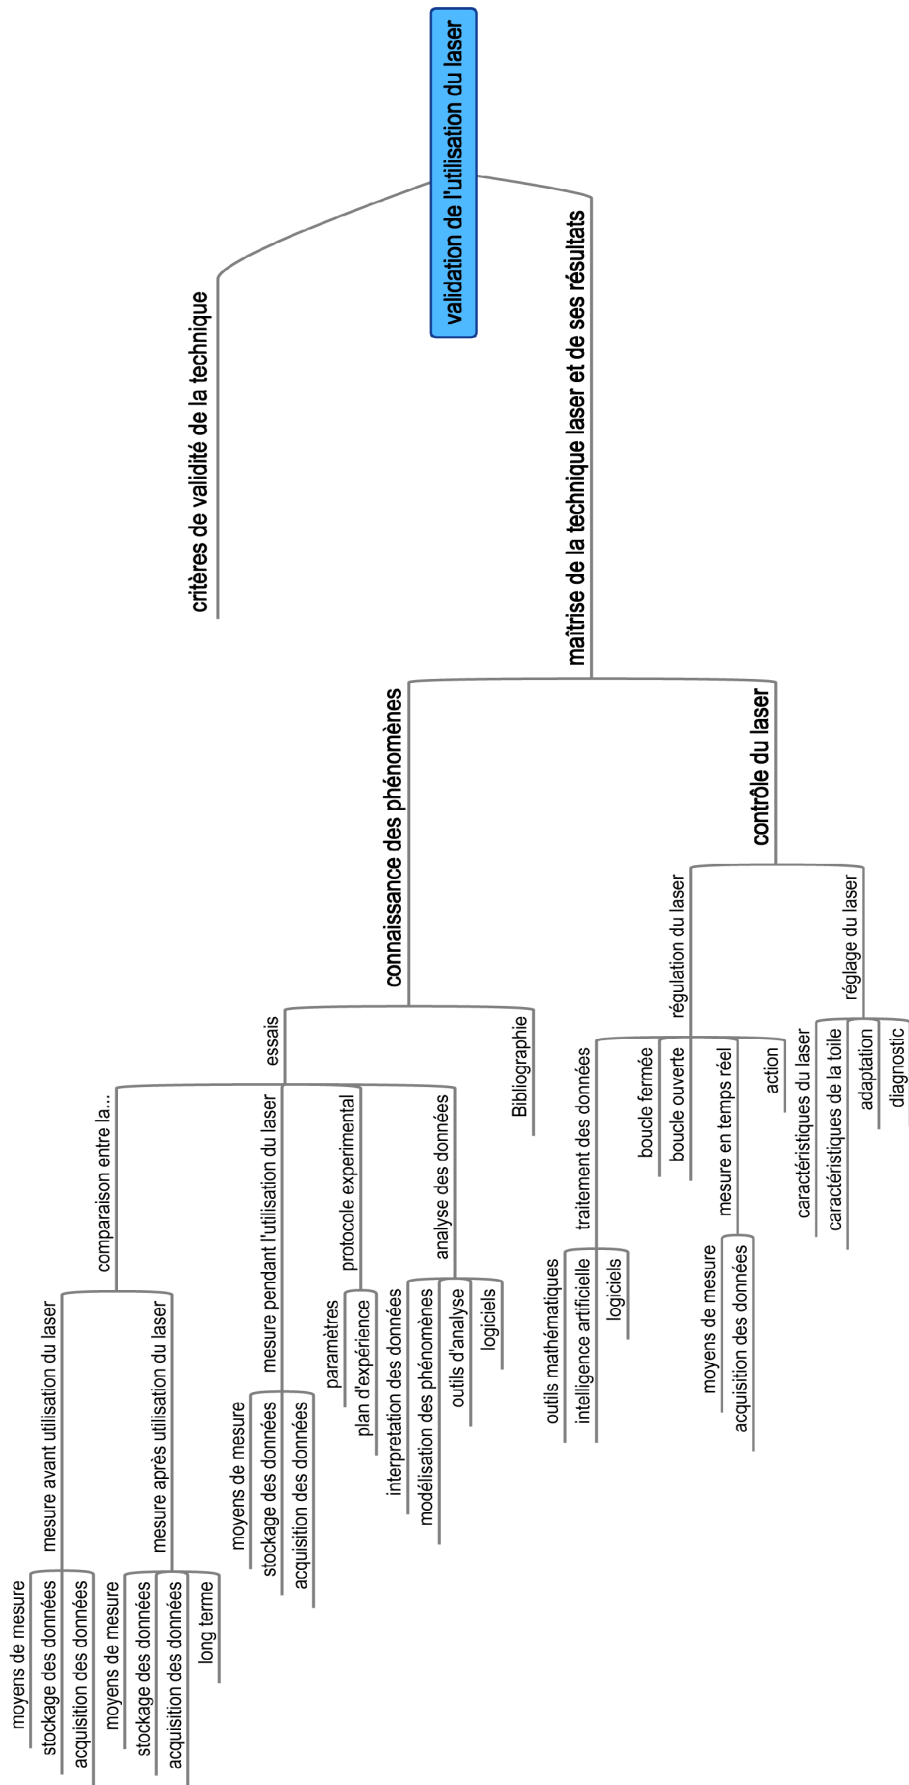 validation de l'utilisation du laser
critères de validité de la technique
maîtrise de la technique laser et de ses résultats
connaissance des phénomènes
essais
comparaison entre la...
mesure avant utilisation du laser
moyens de mesure
stockage des données
acquisition des données
mesure après utilisation du laser
moyens de mesure
stockage des données
acquisition des données
long terme
mesure pendant l'utilisation du laser
moyens de mesure
stockage des données
acquisition des données
protocole experimental
paramètres
plan d'expérience
analyse des données
interpretation des données
modélisation des phénomènes
outils d'analyse
logiciels
Bibliographie
contrôle du laser
régulation du laser
traitement des données
outils mathématiques
intelligence artificielle
logiciels
boucle fermée
boucle ouverte
mesure en temps réel
moyens de mesure
acquisition des données
action
réglage du laser
caractéristiques du laser
caractéristiques de la toile
adaptation
diagnostic